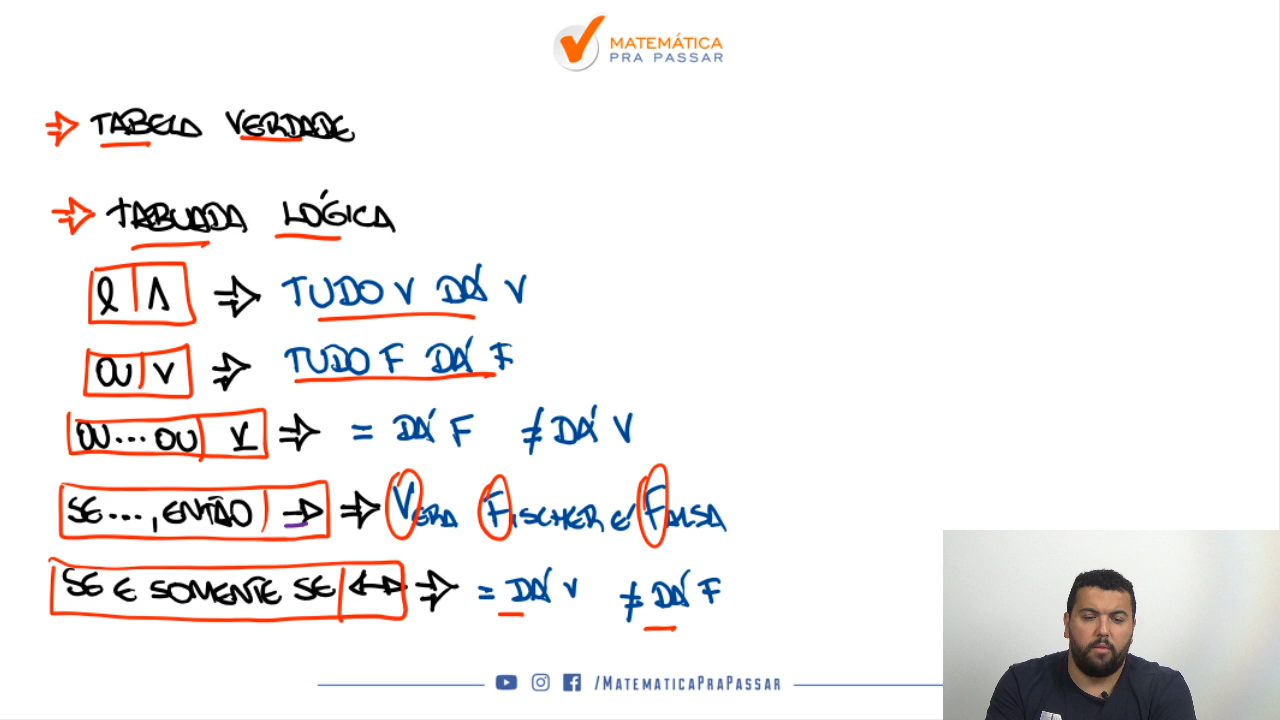 MATEMÁTICA
PRA PASSAR
⇒ TABELA VERDADE
⇒ TABUADA LÓGICA
e | ∧ ⇒ TUDO V DÁ V
OU | V ⇒ TUDO F DÁ F
OU...OU | V ⇒ = DÁ F ≠ DÁ V
SE..., ENTÃO | → ⇒ VERA FISCHER É FALSA
SE E SOMENTE SE | ↔ ⇒ = DÁ V ≠ DÁ F
/MATEMATICAPRAPASSAR